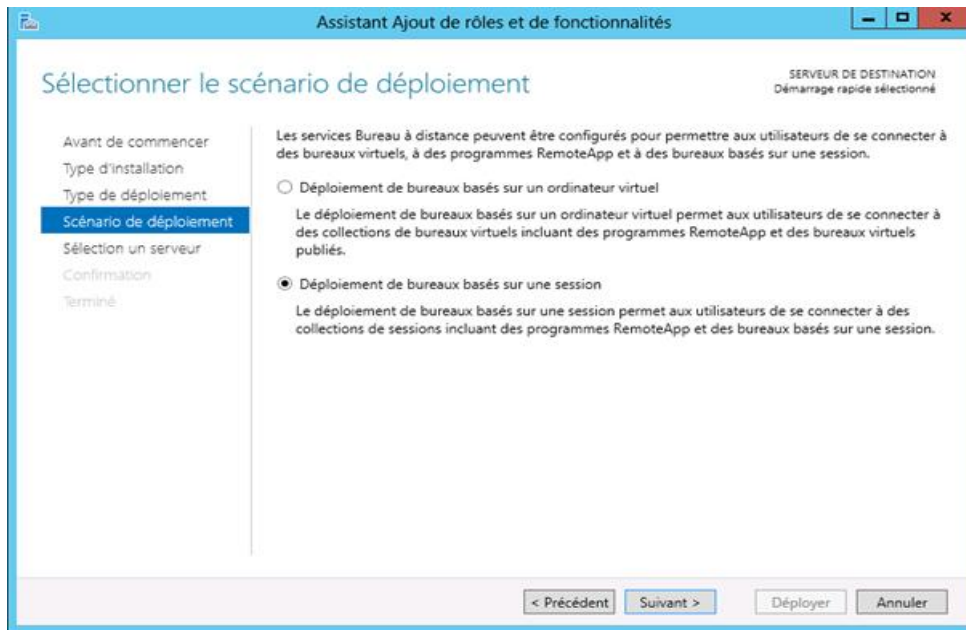 Assistant Ajout de rôles et de fonctionnalités
Sélectionner le scénario de déploiement
SERVEUR DE DESTINATION
Démarrage rapide sélectionné
Avant de commencer
Type d'installation
Type de déploiement
Scénario de déploiement
Sélection un serveur
Confirmation
Terminé
Les services Bureau à distance peuvent être configurés pour permettre aux utilisateurs de se connecter à
des bureaux virtuels, à des programmes RemoteApp et à des bureaux basés sur une session.
Déploiement de bureaux basés sur un ordinateur virtuel
Le déploiement de bureaux basés sur un ordinateur virtuel permet aux utilisateurs de se connecter à
des collections de bureaux virtuels incluant des programmes RemoteApp et des bureaux virtuels
publiés.
Déploiement de bureaux basés sur une session
Le déploiement de bureaux basés sur une session permet aux utilisateurs de se connecter à des
collections de sessions incluant des programmes RemoteApp et des bureaux basés sur une session.
< Précédent
Suivant >
Déployer
Annuler